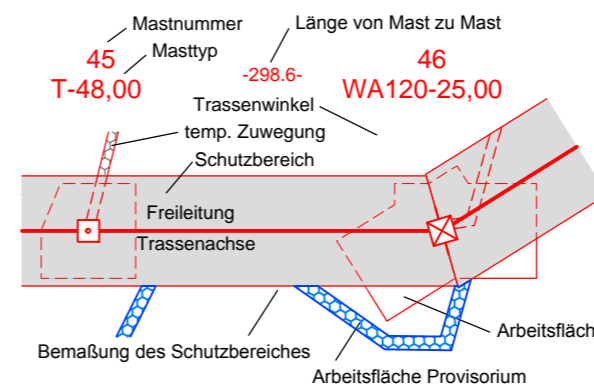 Mastnummer
Länge von Mast zu Mast
45
Masttyp
46
T-48,00
-298.6-
WA120-25,00
Trassenwinkel
temp. Zuwegung
Schutzbereich
Freileitung
Trassenachse
Arbeitsfläch
Bemaßung des Schutzbereiches
Arbeitsfläche Provisorium